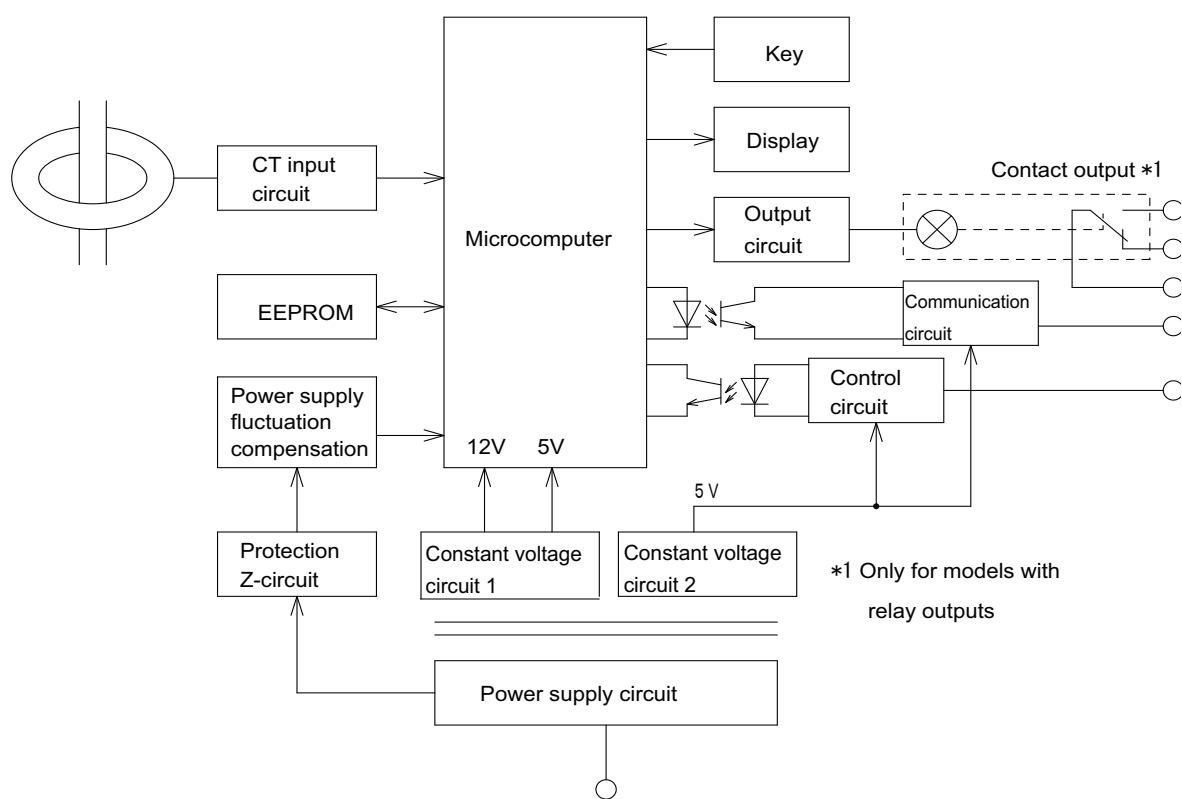 Key
Display
CT input
circuit
Contact output *1
Output
circuit
Microcomputer
EEPROM
Communication
circuit
Control
circuit
Power supply
fluctuation
compensation
12V 5V
5 V
Protection
Z-circuit
Constant voltage
circuit 1
Constant voltage
circuit 2
*1 Only for models with
relay outputs
Power supply circuit